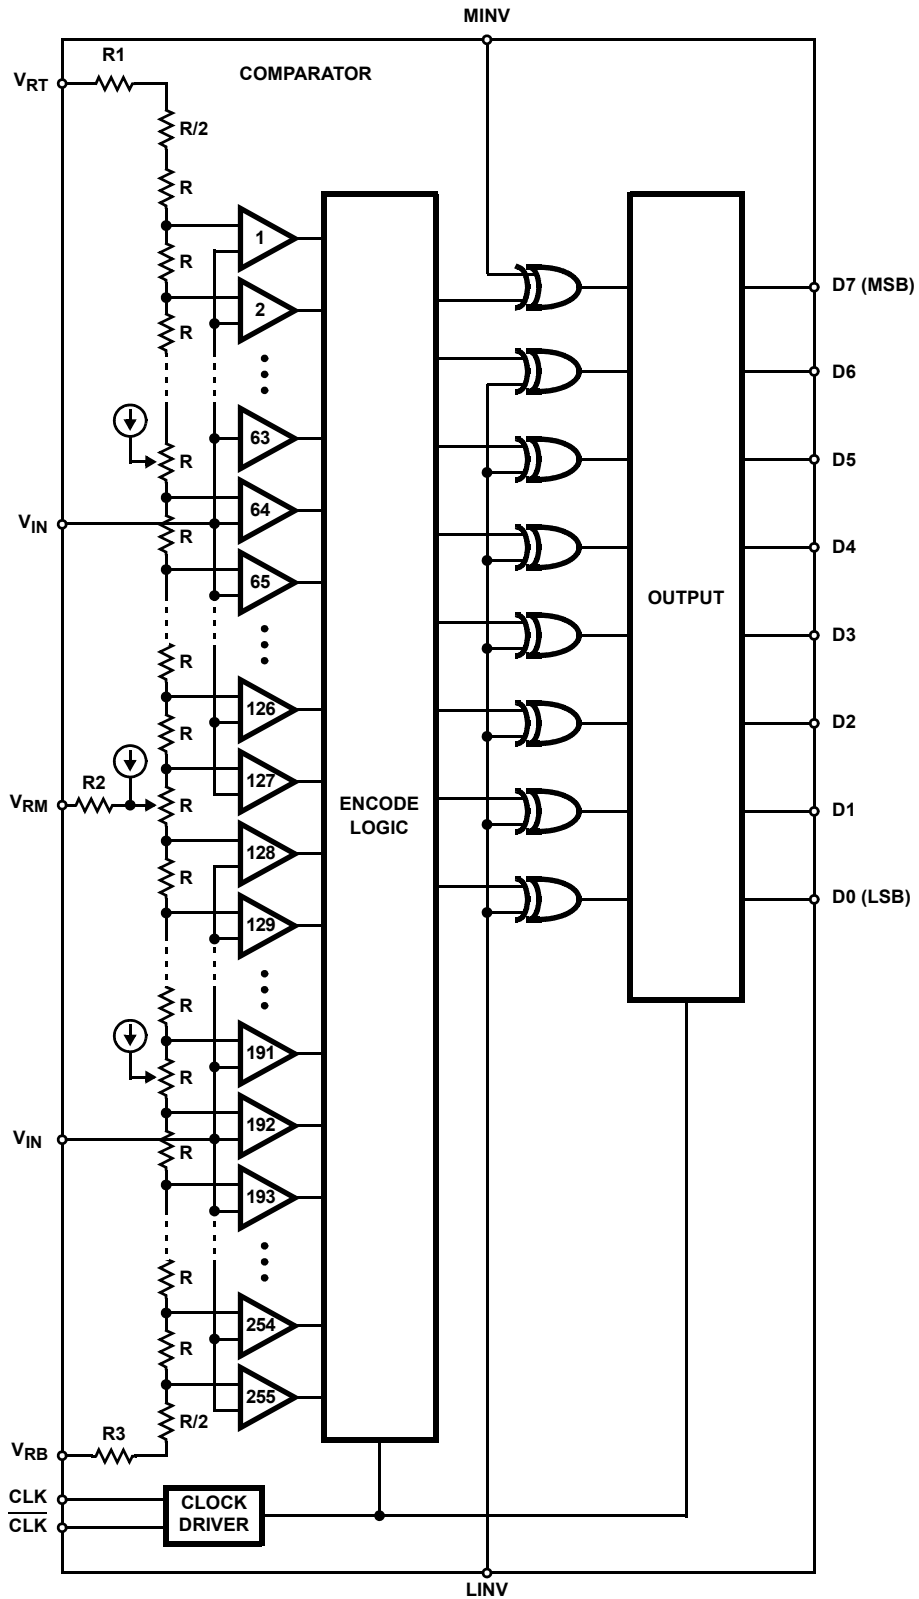 MINV
R1
COMPARATOR
VRT
R/2
R
1
R
2
R
63
R
VIN
64
R
65
R
126
R
127
R2
VRM
R
128
R
129
R
191
R
VIN
192
R
193
R
254
R
255
R/2
R3
VRB
CLK
CLK
CLOCK
DRIVER
ENCODE
LOGIC
OUTPUT
D7 (MSB)
D6
D5
D4
D3
D2
D1
D0 (LSB)
LINV